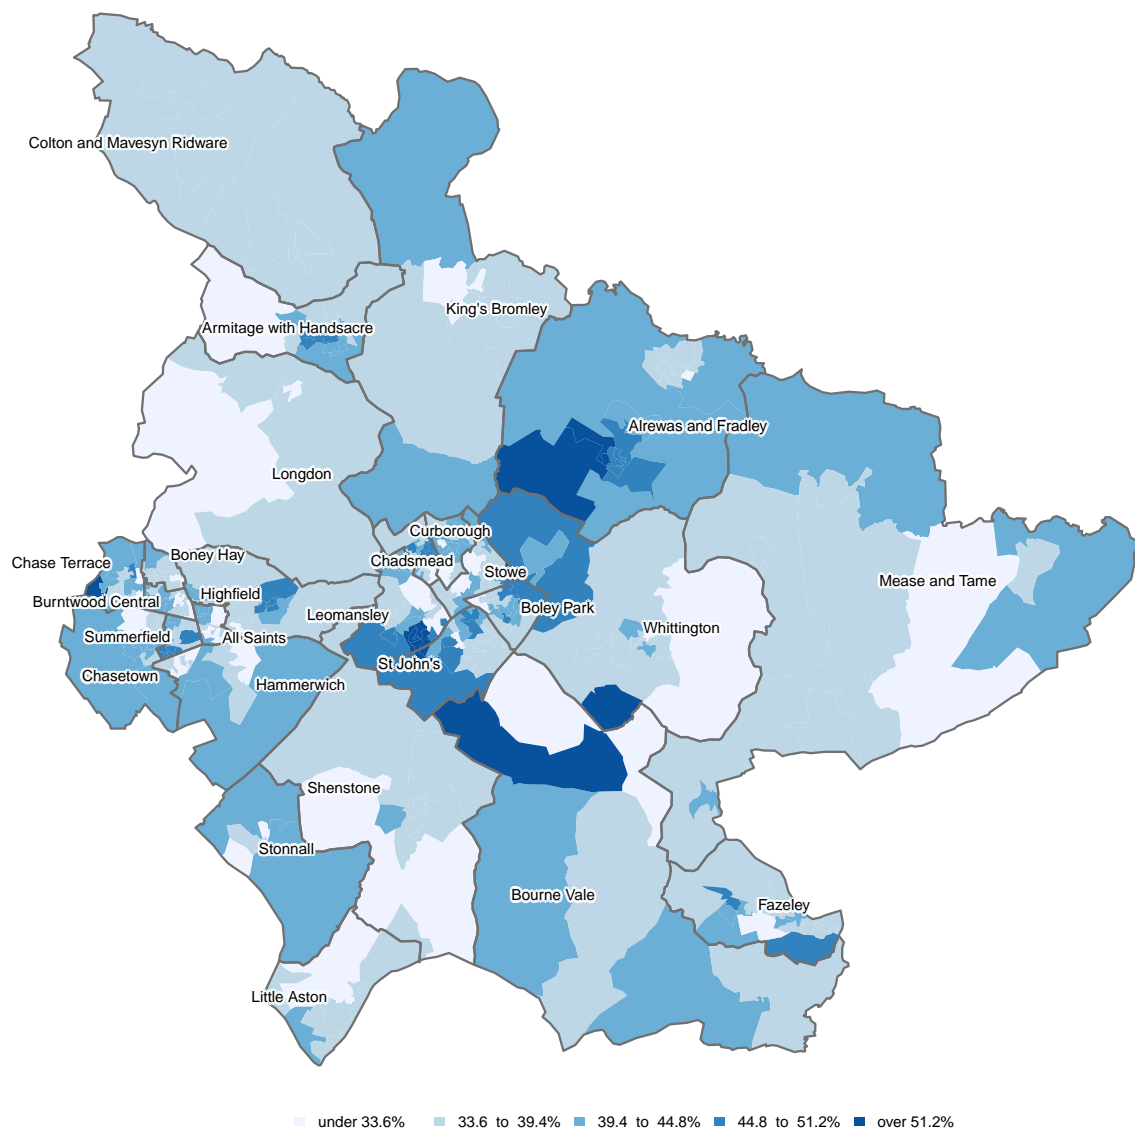 Colton and Mavesyn Ridware
King's Bromley
Armitage with Handsacre
Alrewas and Fradley
Longdon
Curborough
Boney Hay
Chadsmead
Chase Terrace
Stowe
Mease and Tame
Highfield
Burntwood Central
Boley Park
Leomansley
Whittington
Summerfield
All Saints
St John's
Chasetown
Hammerwich
Shenstone
Stonnall
Bourne Vale
Fazeley
Little Aston
under 33.6% 33.6 to 39.4% 39.4 to 44.8% 44.8 to 51.2% over 51.2%